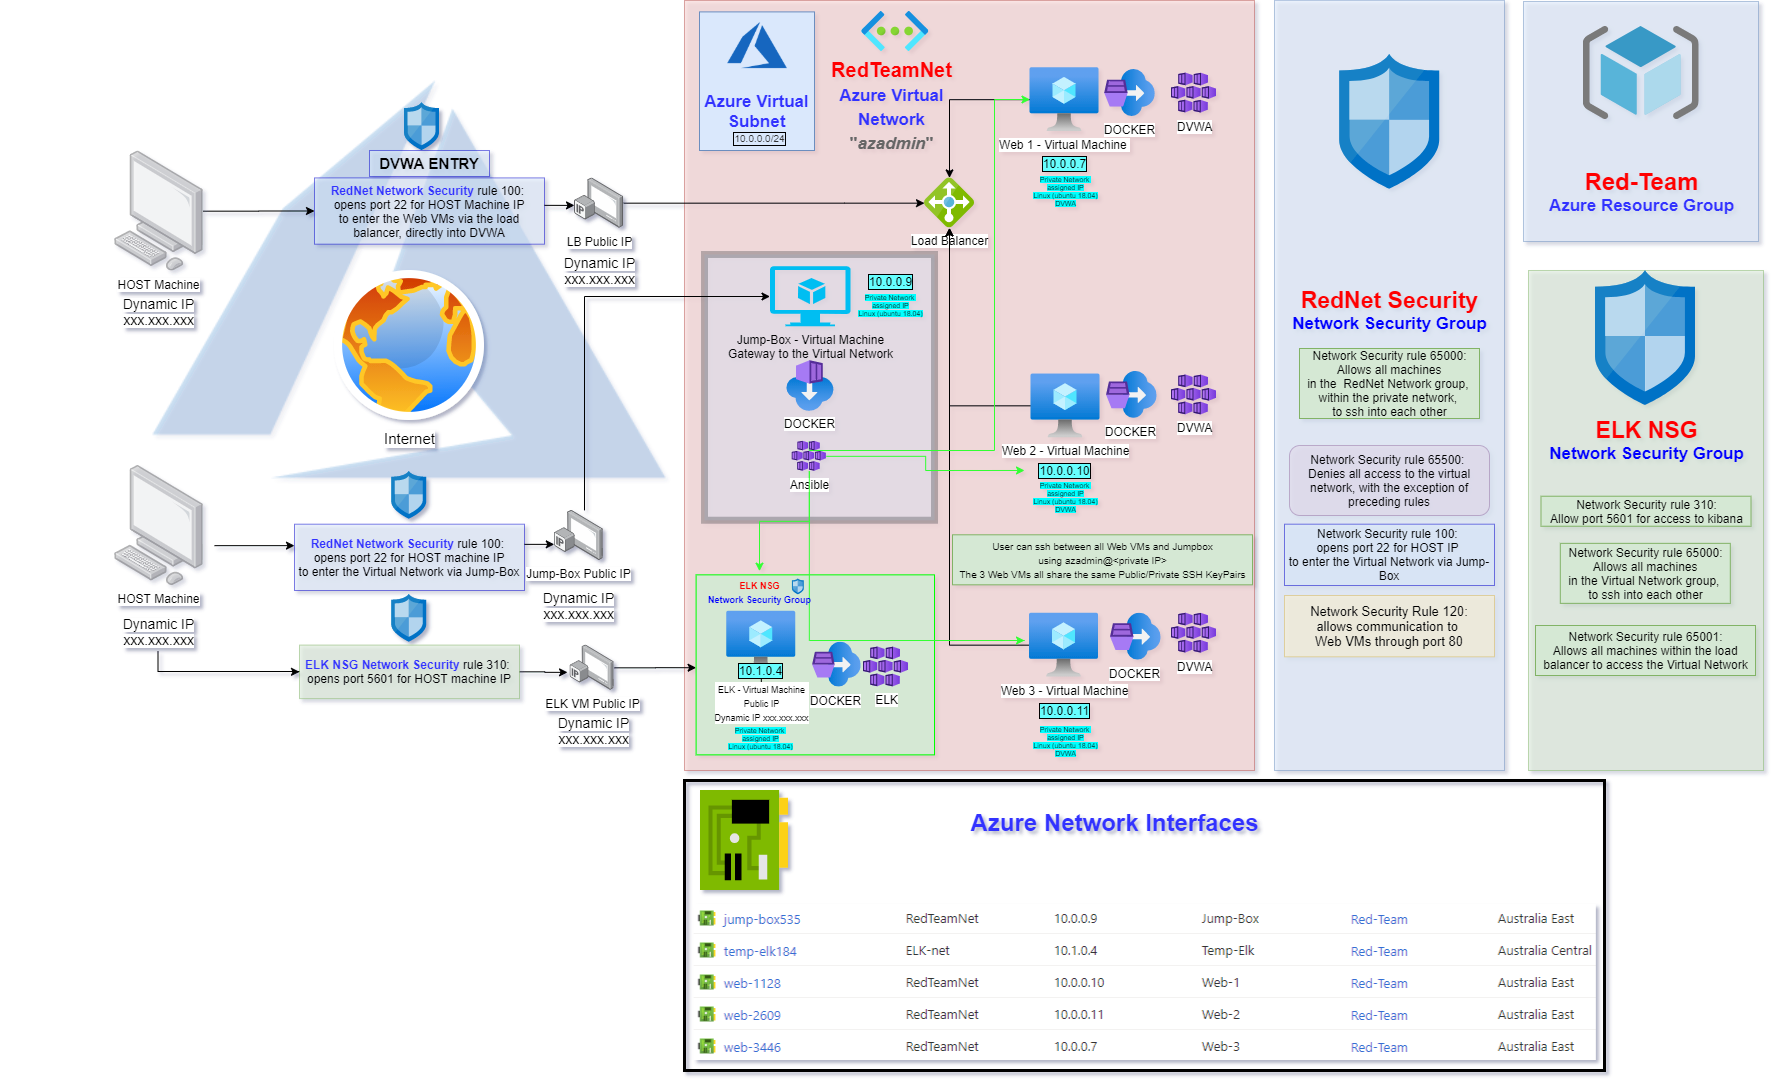 DVWA ENTRY
RedNet Network Security rule 100:
opens port 22 for HOST Machine IP
to enter the Web VMs via the load
balancer, directly into DVWA
HOST Machine
Dynamic IP
xxx.xxx.xxx
IP
LB Public IP
Dynamic IP
xxx.xxx.xxx
Internet
RedNet Network Security rule 100:
opens port 22 for HOST machine IP
to enter the Virtual Network via Jump-Box
HOST Machine
Dynamic IP
xxx.xxx.xxx
IP
Jump-Box Public IP
Dynamic IP
xxx.xxx.xxx
ELK NSG Network Security rule 310:
opens port 5601 for HOST machine IP
IP
ELK VM Public IP
Dynamic IP
xxx.xxx.xxx
Azure Virtual
Subnet
10.0.0.0/24
RedTeamNet
Azure Virtual
Network
"azadmin"
DOCKER
DVWA
Web 1 - Virtual Machine
10.0.0.7
Private Network
assigned IP
Linux (ubuntu 18.04)
DVWA
Load Balancer
10.0.0.9
Private Network
assigned IP
Linux (ubuntu 18.04)
Jump-Box - Virtual Machine
Gateway to the Virtual Network
DOCKER
Ansible
DOCKER
DVWA
Web 2 - Virtual Machine
10.0.0.10
Private Network
assigned IP
Linux (ubuntu 18.04)
DVWA
User can ssh between all Web VMs and Jumpbox
using azadmin@<private IP>
The 3 Web VMs all share the same Public/Private SSH KeyPairs
ELK NSG
Network Security Group
10.1.0.4
ELK - Virtual Machine
Public IP
Dynamic IP xxx.xxx.xxx
Private Network
assigned IP
Linux (ubuntu 18.04)
DOCKER
ELK
DOCKER
DVWA
Web 3 - Virtual Machine
10.0.0.11
Private Network
assigned IP
Linux (ubuntu 18.04)
DVWA
RedNet Security
Network Security Group
Network Security rule 65000:
Allows all machines
in the RedNet Network group,
within the private network,
to ssh into each other
Network Security rule 65500:
Denies all access to the virtual
network, with the exception of
preceding rules
Network Security rule 100:
opens port 22 for HOST IP
to enter the Virtual Network via Jump-
Box
Network Security Rule 120:
allows communication to
Web VMs through port 80
Red-Team
Azure Resource Group
ELK NSG
Network Security Group
Network Security rule 310:
Allow port 5601 for access to kibana
Network Security rule 65000:
Allows all machines
in the Virtual Network group,
to ssh into each other
Network Security rule 65001:
Allows all machines within the load
balancer to access the Virtual Network
Azure Network Interfaces
jump-box535 RedTeamNet 10.0.0.9 Jump-Box Red-Team Australia East
temp-elk184 ELK-net 10.1.0.4 Temp-Elk Red-Team Australia Central
web-1128 RedTeamNet 10.0.0.10 Web-1 Red-Team Australia East
web-2609 RedTeamNet 10.0.0.11 Web-2 Red-Team Australia East
web-3446 RedTeamNet 10.0.0.7 Web-3 Red-Team Australia East